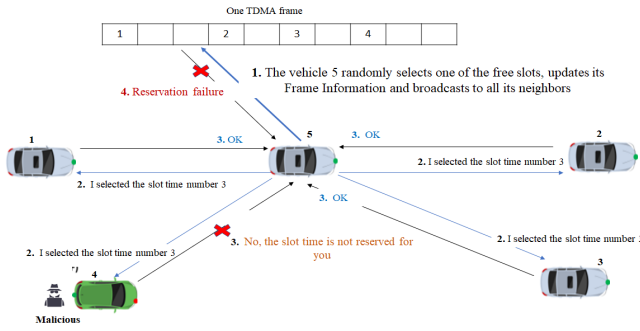 One TDMA frame
1 2 3 4
1. The vehicle 5 randomly selects one of the free slots, updates its
Frame Information and broadcasts to all its neighbors
4. Reservation failure
1
3. OK
5
3. OK
2
2. I selected the slot time number 3
2. I selected the slot time number 3
3. OK
3. No, the slot time is not reserved for
you
2. I selected the slot time number 3
2. I selected the slot time number 3
4
3
Malicious